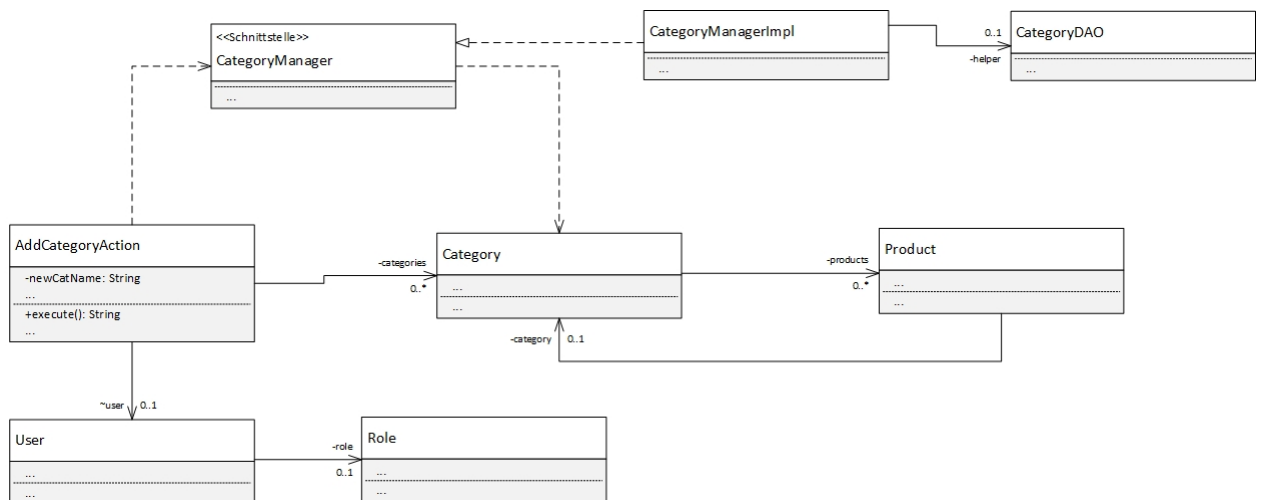 <<Schnittstelle>>
CategoryManager
...
CategoryManagerImpl
...
0..1
-helper
CategoryDAO
...
AddCategoryAction
-newCatName: String
...
+execute(): String
...
-categories
0..*
Category
...
...
-products
0..*
Product
...
...
-category
0..1
~user
0..1
User
...
...
-role
0..1
Role
...
...